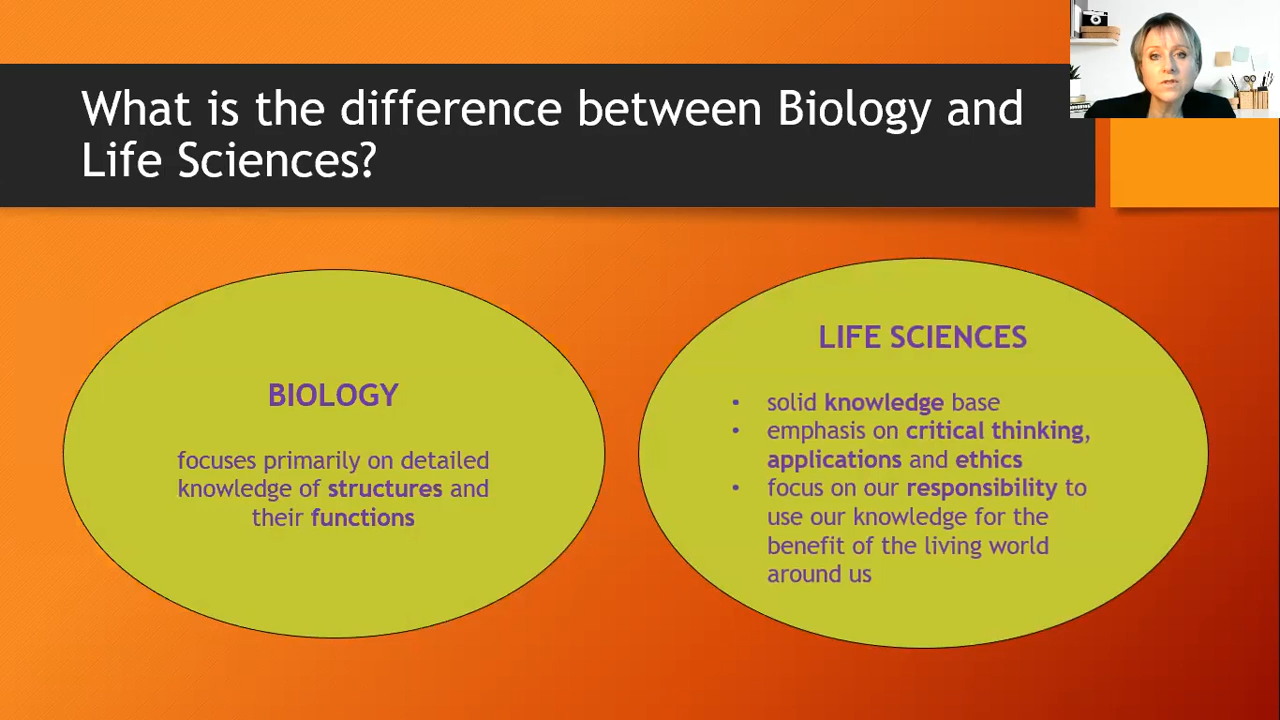 What is the difference between Biology and
Life Sciences?
BIOLOGY
focuses primarily on detailed
knowledge of structures and
their functions
LIFE SCIENCES
• solid knowledge base
• emphasis on critical thinking,
applications and ethics
• focus on our responsibility to
use our knowledge for the
benefit of the living world
around us